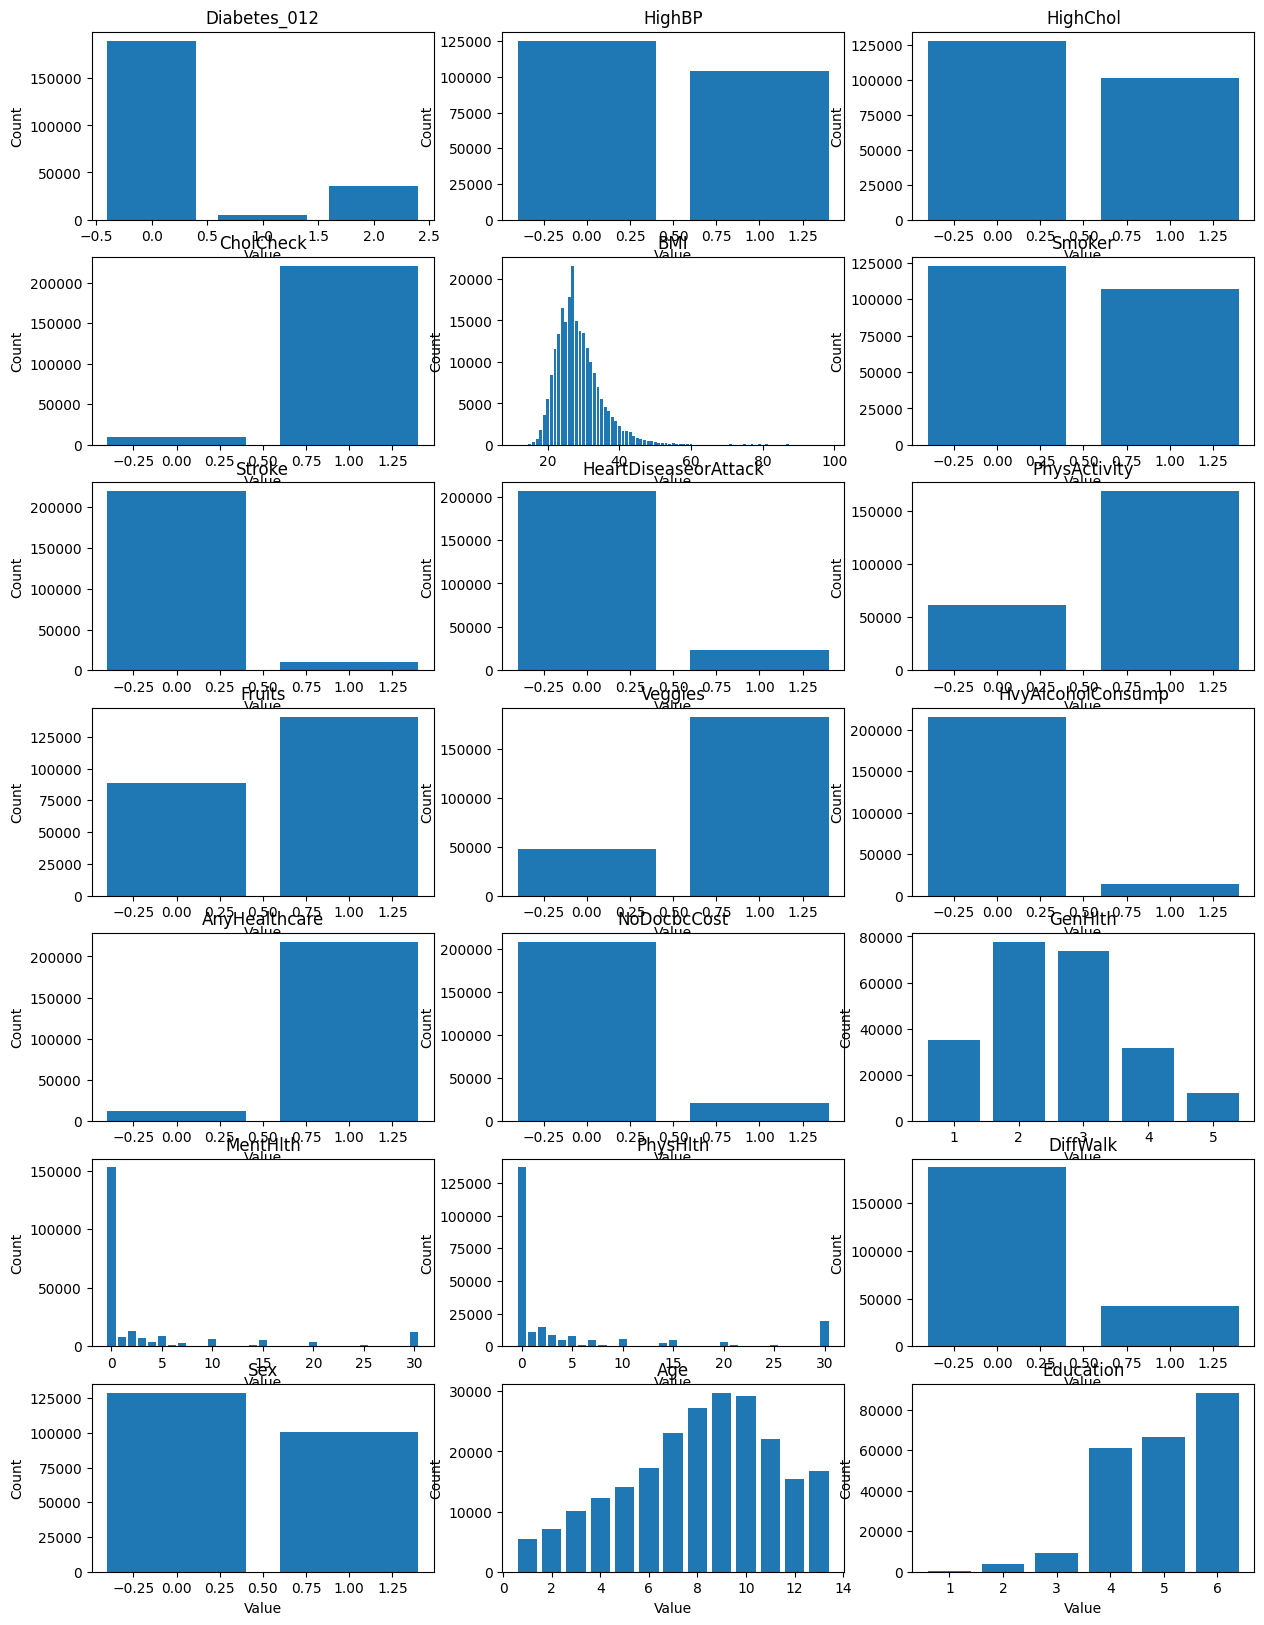 Diabetes_012
HighBP
HighChol
Count
0
50000
100000
150000
−0.5 0.0 0.5 1.0 1.5 2.0 2.5
Value
Count
0
25000
50000
75000
100000
125000
−0.25 0.00 0.25 0.50 0.75 1.00 1.25
Value
Count
0
25000
50000
75000
100000
125000
−0.25 0.00 0.25 0.50 0.75 1.00 1.25
Value
CholCheck
BMI
Smoker
Count
0
50000
100000
150000
200000
−0.25 0.00 0.25 0.50 0.75 1.00 1.25
Value
Count
0
5000
10000
15000
20000
20 40 60 80 100
Value
Count
0
25000
50000
75000
100000
125000
−0.25 0.00 0.25 0.50 0.75 1.00 1.25
Value
Stroke
HeartDiseaseorAttack
PhysActivity
Count
0
50000
100000
150000
200000
−0.25 0.00 0.25 0.50 0.75 1.00 1.25
Value
Count
0
50000
100000
150000
200000
−0.25 0.00 0.25 0.50 0.75 1.00 1.25
Value
Count
0
50000
100000
150000
−0.25 0.00 0.25 0.50 0.75 1.00 1.25
Value
Fruits
Veggies
HvyAlcoholConsump
Count
0
25000
50000
75000
100000
125000
−0.25 0.00 0.25 0.50 0.75 1.00 1.25
Value
Count
0
50000
100000
150000
−0.25 0.00 0.25 0.50 0.75 1.00 1.25
Value
Count
0
50000
100000
150000
200000
−0.25 0.00 0.25 0.50 0.75 1.00 1.25
Value
AnyHealthcare
NoDocbcCost
GenHlth
Count
0
50000
100000
150000
200000
−0.25 0.00 0.25 0.50 0.75 1.00 1.25
Value
Count
0
50000
100000
150000
200000
−0.25 0.00 0.25 0.50 0.75 1.00 1.25
Value
Count
0
20000
40000
60000
80000
1 2 3 4 5
Value
MentHlth
PhysHlth
DiffWalk
Count
0
50000
100000
150000
0 5 10 15 20 25 30
Value
Count
0
25000
50000
75000
100000
125000
0 5 10 15 20 25 30
Value
Count
0
50000
100000
150000
−0.25 0.00 0.25 0.50 0.75 1.00 1.25
Value
Sex
Age
Education
Count
0
25000
50000
75000
100000
125000
−0.25 0.00 0.25 0.50 0.75 1.00 1.25
Value
Count
0
10000
20000
30000
0 2 4 6 8 10 12 14
Value
Count
0
20000
40000
60000
80000
1 2 3 4 5 6
Value